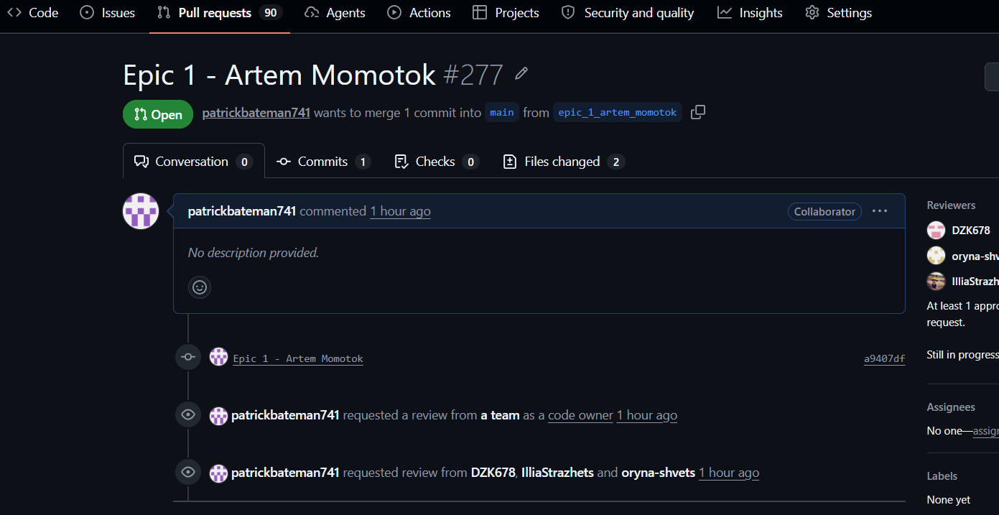 Code Issues Pull requests 90 Agents Actions Projects Security and quality Insights Settings
Epic 1 - Artem Momotok #277
Open patrickbateman741 wants to merge 1 commit into main from epic_1_artem_momotok
Conversation 0 Commits 1 Checks 0 Files changed 2
patrickbateman741 commented 1 hour ago Collaborator
No description provided.
Epic 1 - Artem Momotok a9407df
patrickbateman741 requested a review from a team as a code owner 1 hour ago
patrickbateman741 requested review from DZK678, IlliaStrazhets and oryna-shvets 1 hour ago
Reviewers
DZK678
oryna-shv
IlliaStrazh
At least 1 appro
request.
Still in progress
Assignees
No one—assign
Labels
None yet